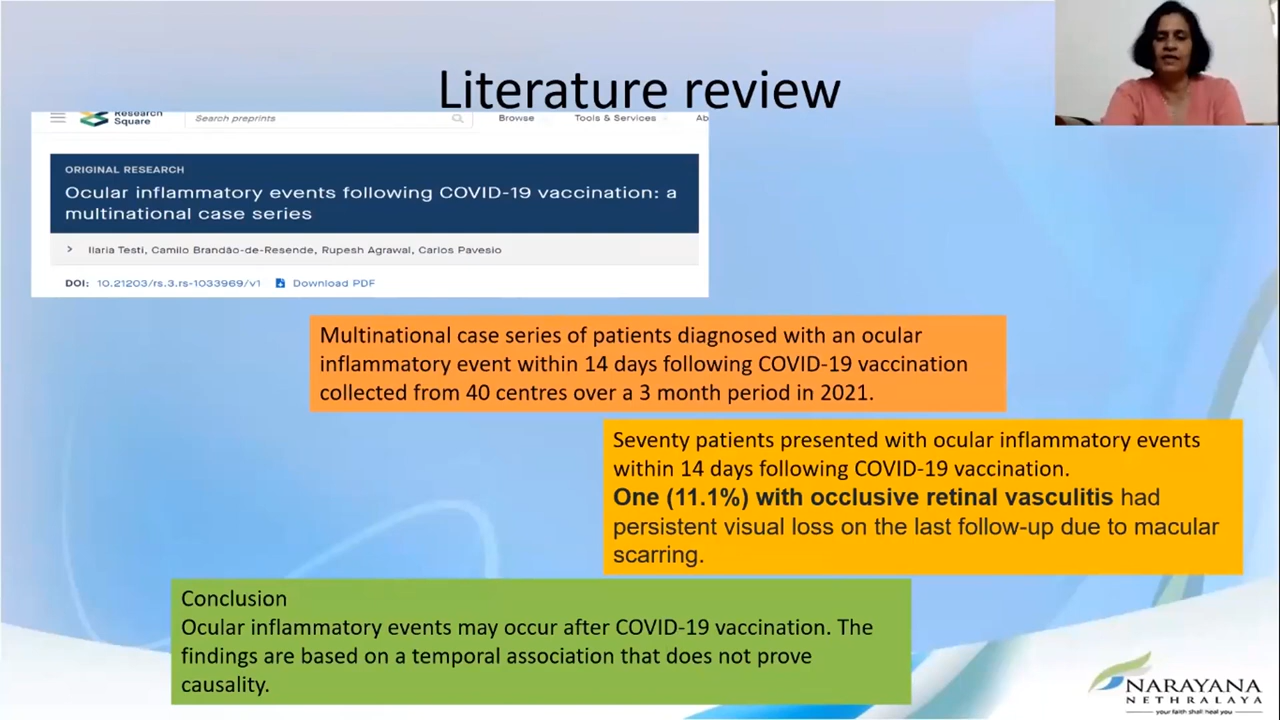 Literature review
Research
Square
Search preprints
Browse
Tools & Services
Ab
ORIGINAL RESEARCH
Ocular inflammatory events following COVID-19 vaccination: a
multinational case series
Ilaria Testi, Camilo Brandão-de-Resende, Rupesh Agrawal, Carlos Pavesio
DOI: 10.21203/rs.3.rs-1033969/v1 Download PDF
Multinational case series of patients diagnosed with an ocular
inflammatory event within 14 days following COVID-19 vaccination
collected from 40 centres over a 3 month period in 2021.
Seventy patients presented with ocular inflammatory events
within 14 days following COVID-19 vaccination.
One (11.1%) with occlusive retinal vasculitis had
persistent visual loss on the last follow-up due to macular
scarring.
Conclusion
Ocular inflammatory events may occur after COVID-19 vaccination. The
findings are based on a temporal association that does not prove
causality.
NARAYANA
NETHRALAYA
your faith shall heal you